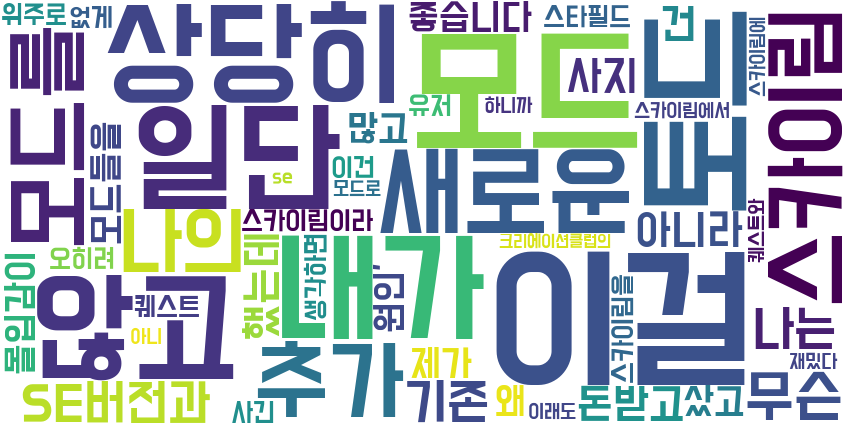 위주로
없게
상당히
좋습니다
스타필드
건
스카이림에
모드를
일단
모드
사지
유저
하니까
스카이림에서
많고
이건
모드로
se
새로운
스카이림
모드들을
나의
스카이림이라
아니라
퀘스트와
오히려
했는데
생각하면
내가
크리에이션클럽의
이걸
몰입감이
않고
퀘스트
아니
원인
스카이림을
나는
재밌다
추가
제가
SE버전과
사긴
기존
왜
이래도
돈받고
샀고
무슨